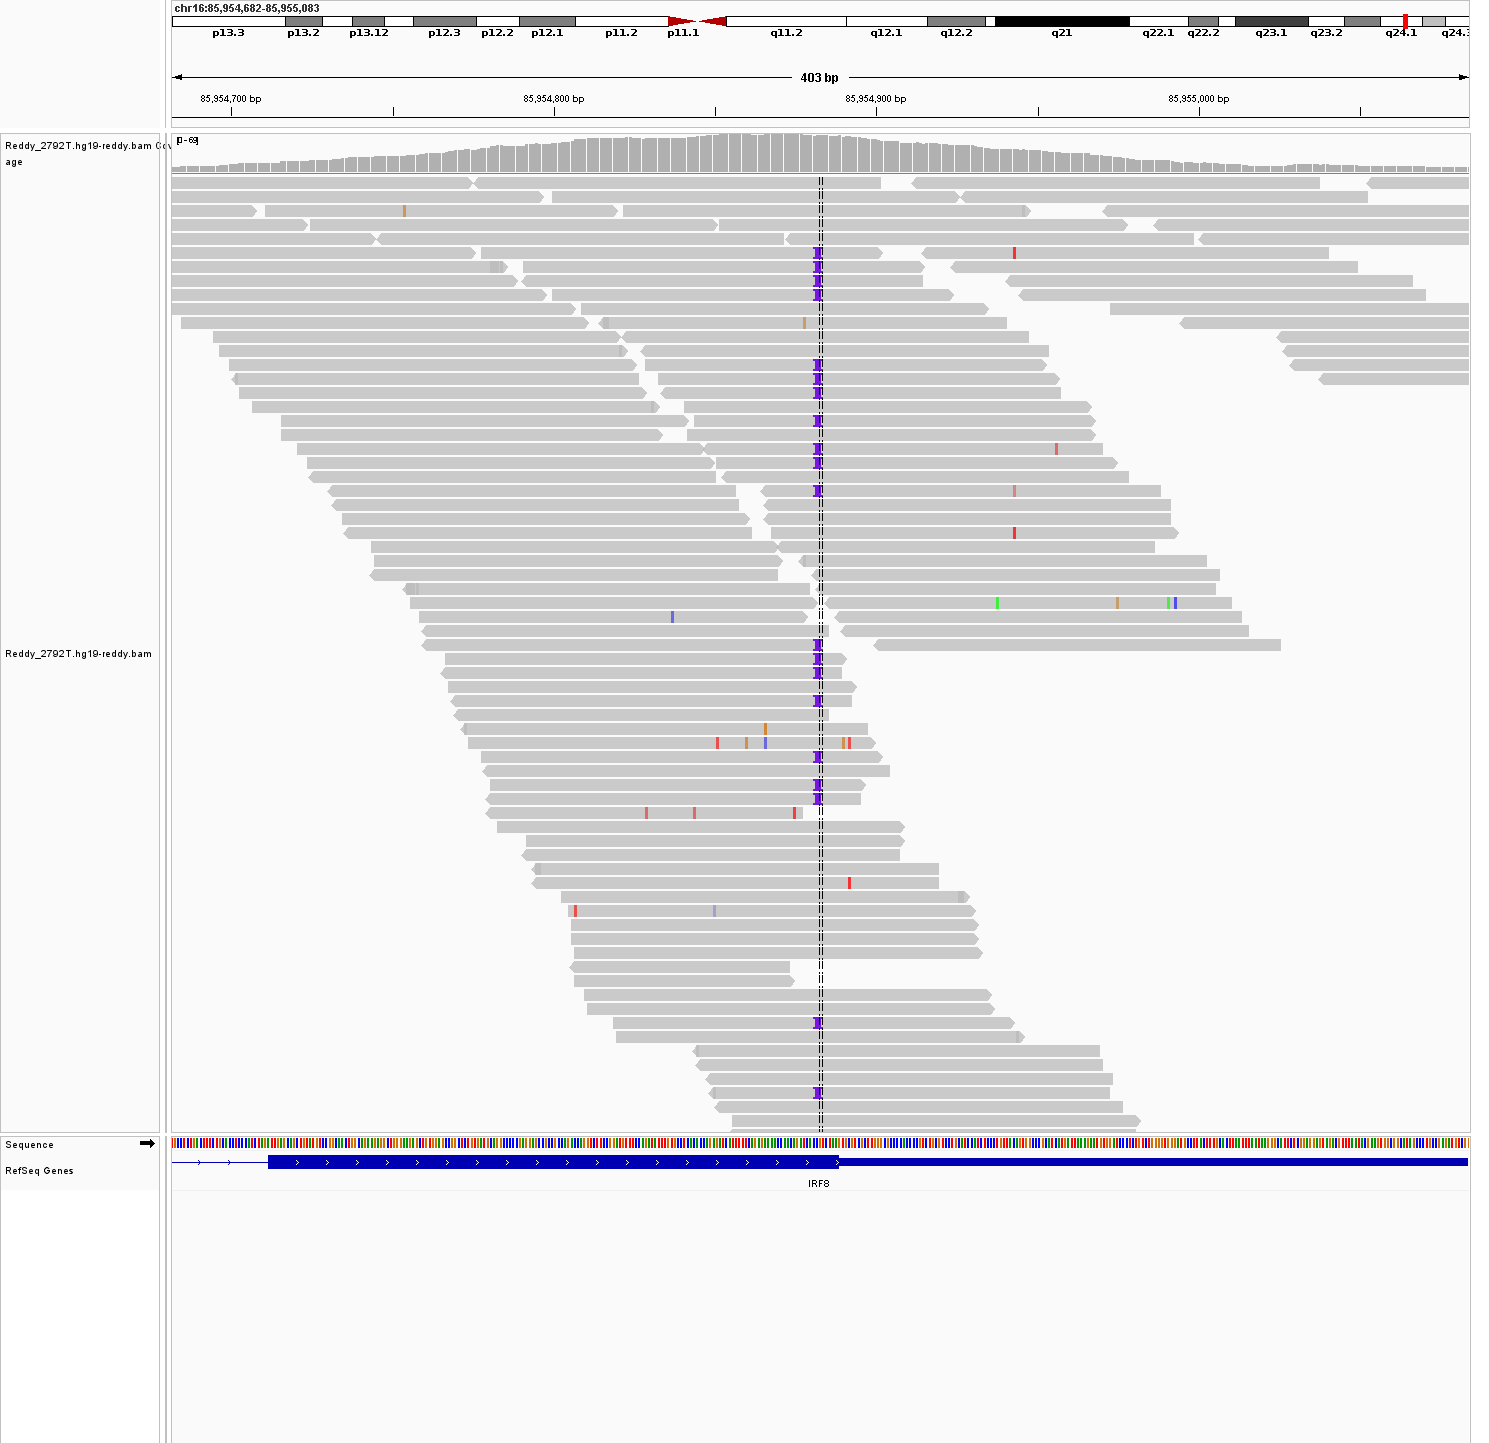 chr16:85,954,682-85,955,083
p13.3 p13.2 p13.12 p12.3 p12.2 p12.1 p11.2 p11.1 q11.2 q12.1 q12.2 q21 q22.1 q22.2 q23.1 q23.2 q24.1 q24.3
403 bp
85,954,700 bp 85,954,800 bp 85,954,900 bp 85,955,000 bp
Reddy_2792T.hg19-reddy.bam Cov
age
[0-69]
Reddy_2792T.hg19-reddy.bam
Sequence
RefSeq Genes
IRF8